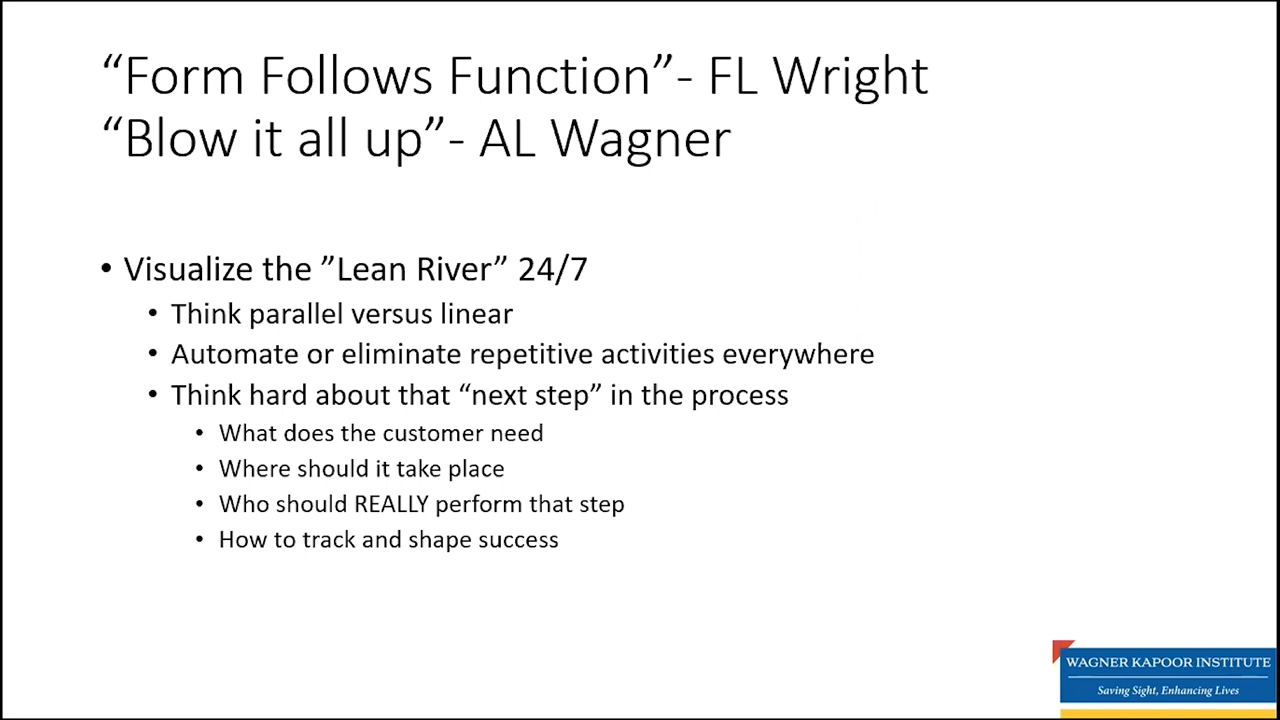 “Form Follows Function”- FL Wright
“Blow it all up”- AL Wagner
• Visualize the ”Lean River” 24/7
• Think parallel versus linear
• Automate or eliminate repetitive activities everywhere
• Think hard about that “next step” in the process
• What does the customer need
• Where should it take place
• Who should REALLY perform that step
• How to track and shape success
WAGNER KAPOOR INSTITUTE
Saving Sight, Enhancing Lives